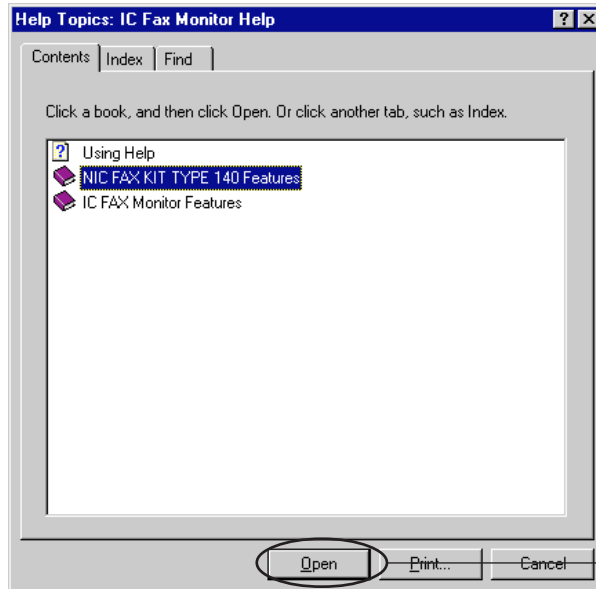 Help Topics: IC Fax Monitor Help
Contents Index Find
Click a book, and then click Open. Or click another tab, such as Index.
Using Help
NIC FAX KIT TYPE 140 Features
IC FAX Monitor Features
Open Print... Cancel